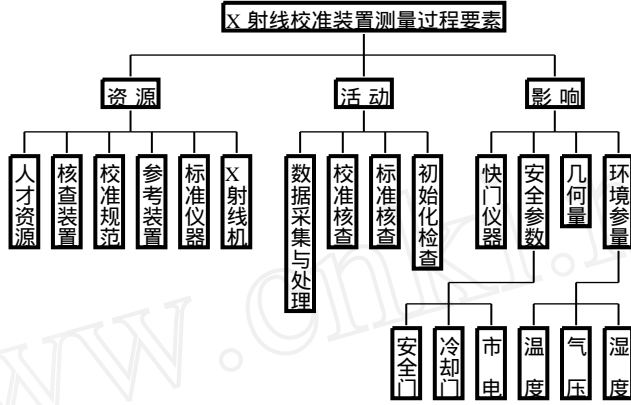 X 射线校准装置测量过程要素
资 源
活 动
影 响
人才资源
核查装置
校准规范
参考装置
标准仪器
X射线机
数据采集与处理
校准核查
标准核查
初始化检查
快门仪器
安全参数
几何量
环境参量
安全门
冷却门
市电
温度
气压
湿度
www.cnki.n